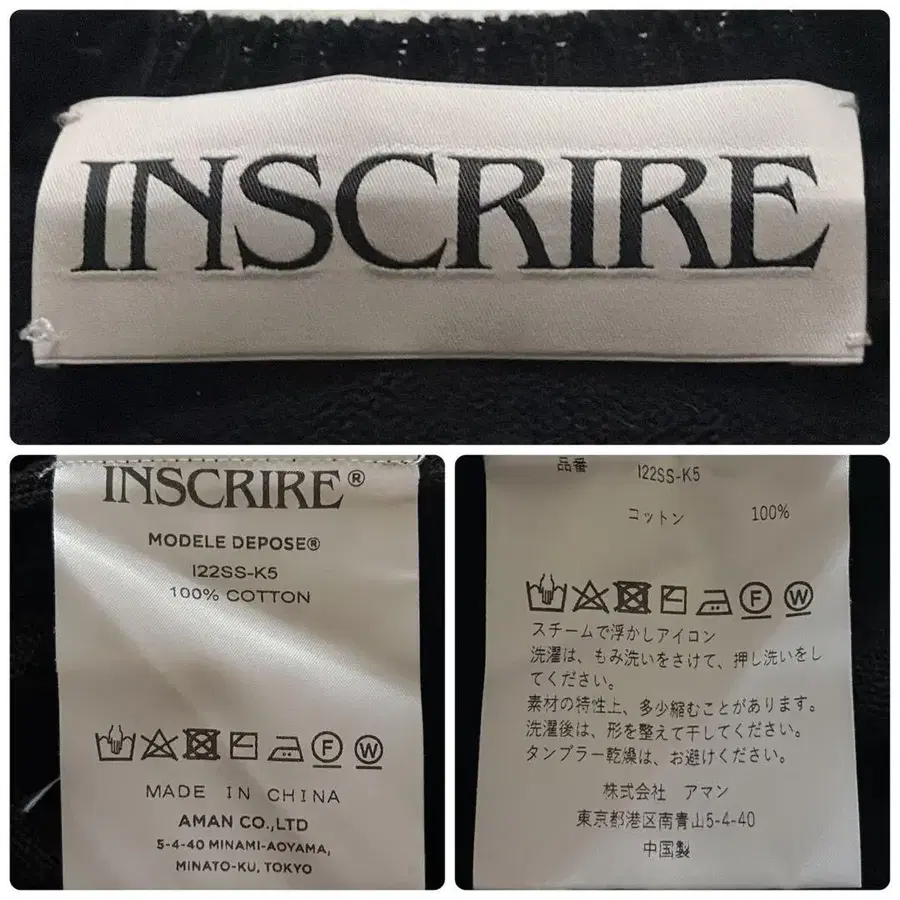 INSCRIRE
INSCRIRE®
MODELE DEPOSE®
I22SS-K5
100% COTTON
F W
MADE IN CHINA
AMAN CO.,LTD
5-4-40 MINAMI-AOYAMA,
MINATO-KU, TOKYO
品番 I22SS-K5
コットン 100%
F W
スチームで浮かしアイロン
洗濯は、もみ洗いをさけて、押し洗いをし
てください。
素材の特性上、多少縮むことがあります。
洗濯後は、形を整えて干してください。
タンブラー乾燥は、お避けください。
株式会社 アマン
東京都港区南青山5-4-40
中国製